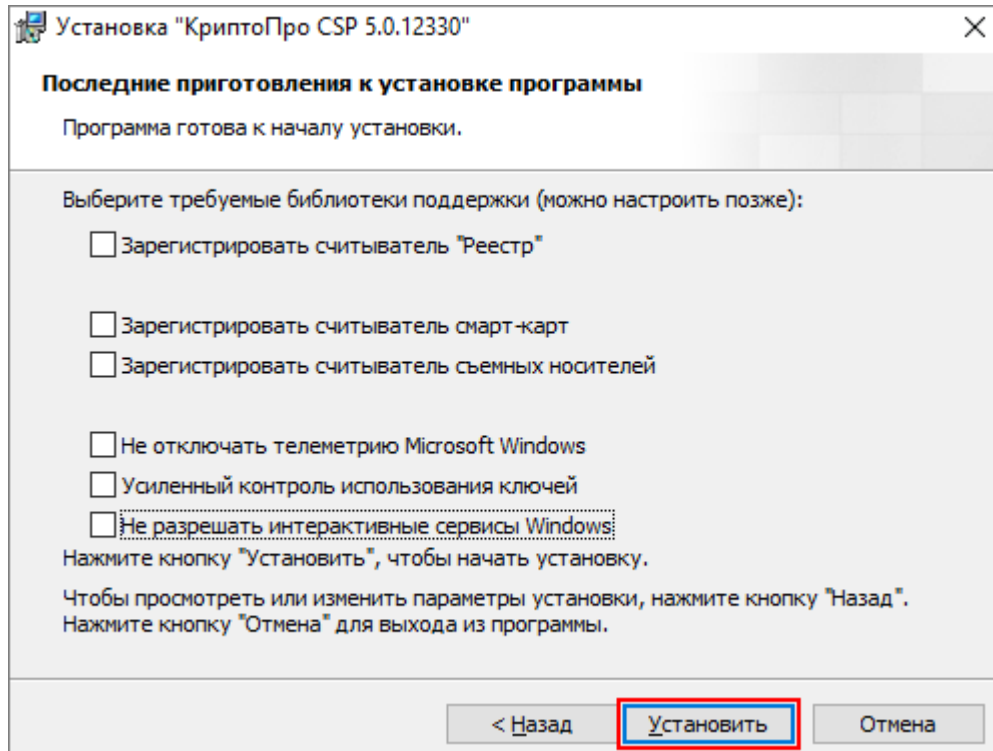 Установка "КриптоПро CSP 5.0.12330"
Последние приготовления к установке программы
Программа готова к началу установки.
Выберите требуемые библиотеки поддержки (можно настроить позже):
Зарегистрировать считыватель "Реестр"
Зарегистрировать считыватель смарт-карт
Зарегистрировать считыватель съемных носителей
Не отключать телеметрию Microsoft Windows
Усиленный контроль использования ключей
Не разрешать интерактивные сервисы Windows
Нажмите кнопку "Установить", чтобы начать установку.
Чтобы просмотреть или изменить параметры установки, нажмите кнопку "Назад".
Нажмите кнопку "Отмена" для выхода из программы.
< Назад Установить Отмена